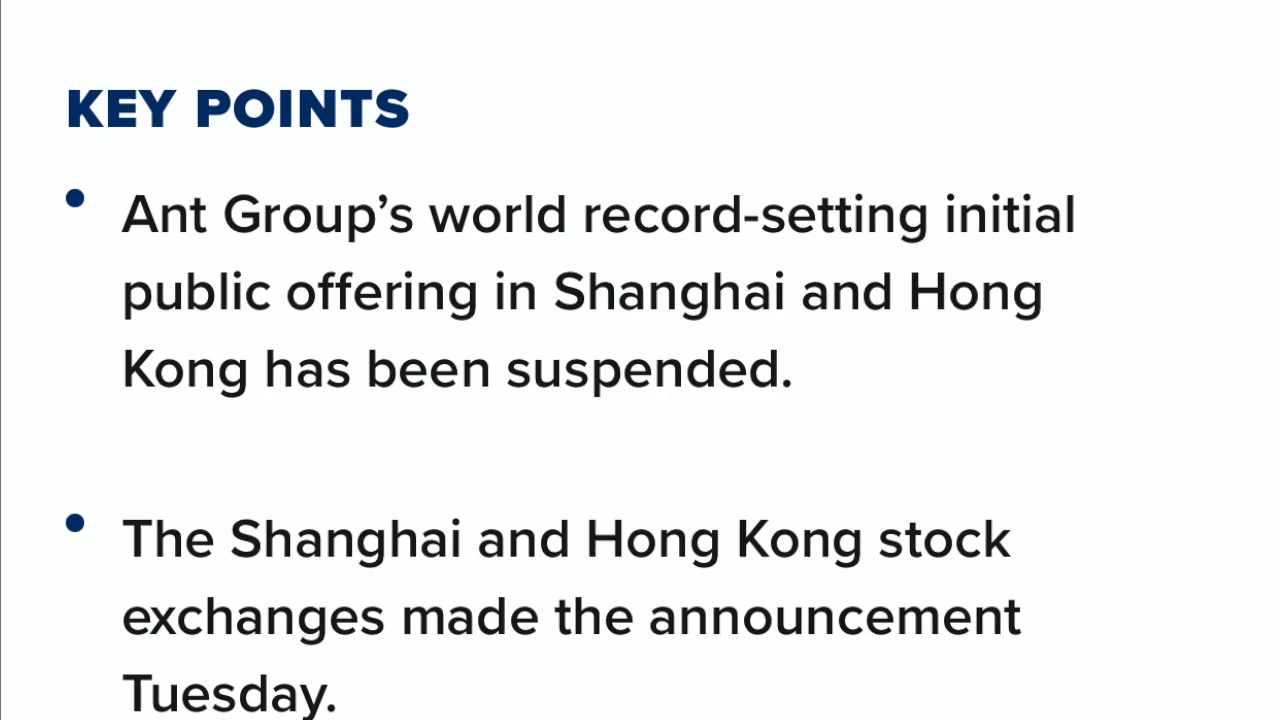 KEY POINTS
• Ant Group’s world record-setting initial
public offering in Shanghai and Hong
Kong has been suspended.
• The Shanghai and Hong Kong stock
exchanges made the announcement
Tuesday.